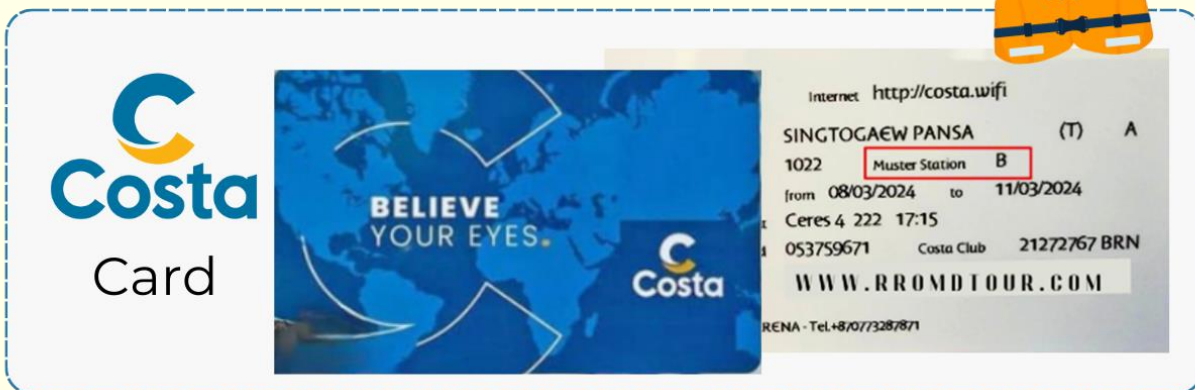 Costa
Card
BELIEVE
YOUR EYES.
Costa
Internet http://costa.wifi
SINGTOGAEW PANSA (T) A
1022 Muster Station B
from 08/03/2024 to 11/03/2024
Ceres 4 222 17:15
053759671 Costa Club 21272767 BRN
WWW.RROMDTOUR.COM
RENA - Tel.+870773287871